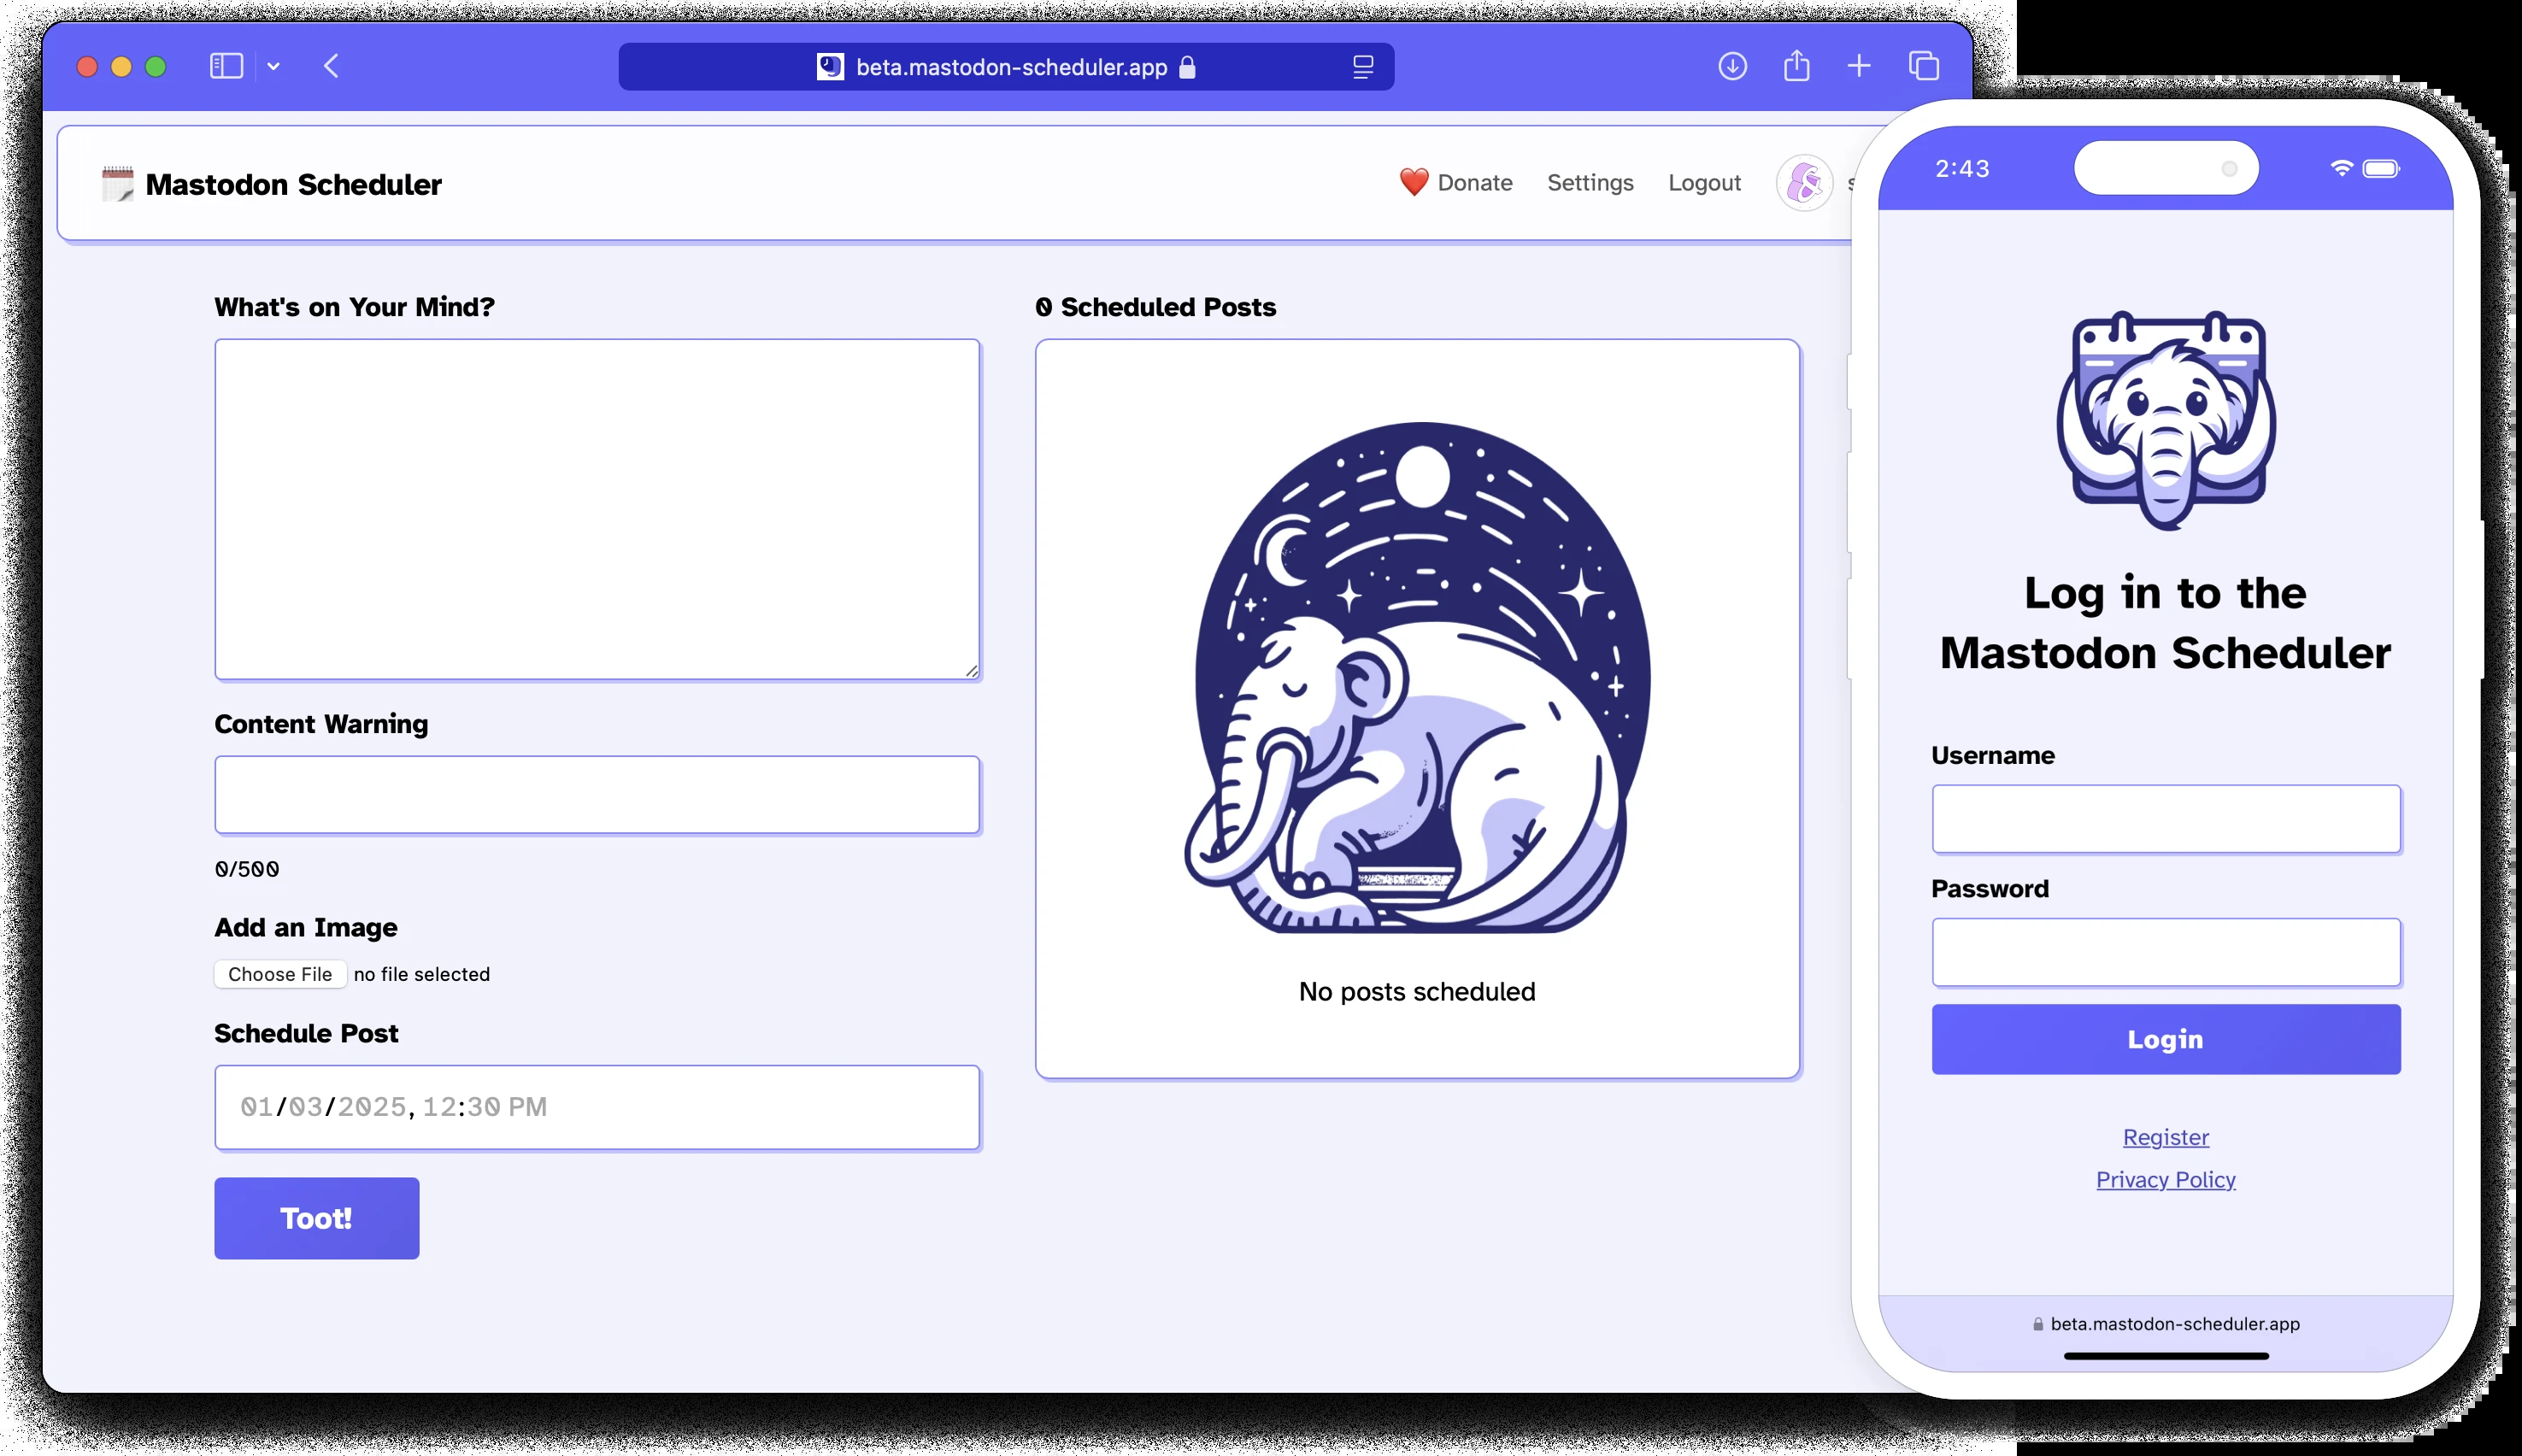 beta.mastodon-scheduler.app
Mastodon Scheduler
Donate
Settings
Logout
What's on Your Mind?
Content Warning
0/500
Add an Image
Choose File no file selected
Schedule Post
01/03/2025, 12:30 PM
Toot!
0 Scheduled Posts
No posts scheduled
2:43
Log in to the
Mastodon Scheduler
Username
Password
Login
Register
Privacy Policy
beta.mastodon-scheduler.app